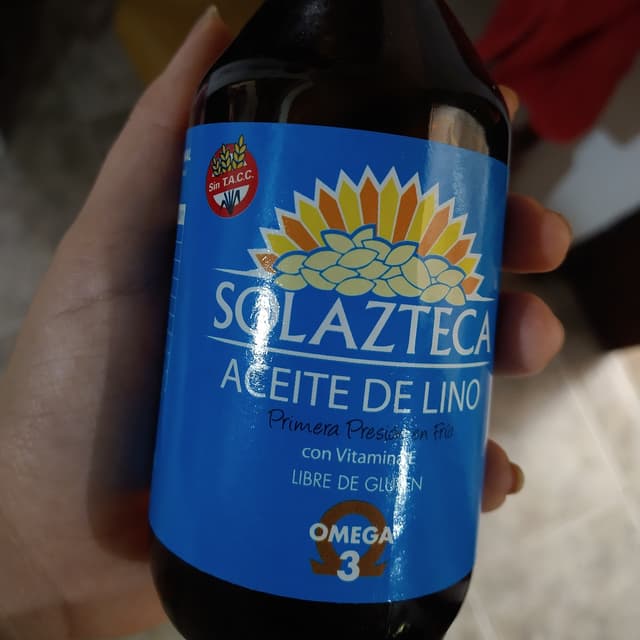 Sin T.A.C.C.
SOLAZTECA
ACEITE DE LINO
Primera Presión en Frío
con Vitamina E
LIBRE DE GLUTEN
OMEGA
3